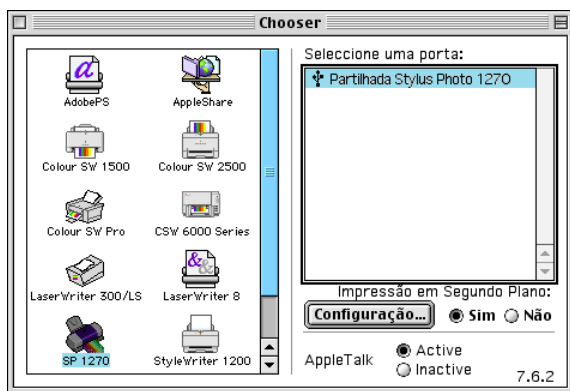 Chooser
AdobePS
AppleShare
Colour SW 1500
Colour SW 2500
Colour SW Pro
CSW 6000 Series
LaserWriter 300/LS
LaserWriter 8
SP 1270
StyleWriter 1200
Seleccione uma porta:
Partilhada Stylus Photo 1270
Impressão em Segundo Plano:
Configuração... Sim Não
AppleTalk
Active
Inactive
7.6.2